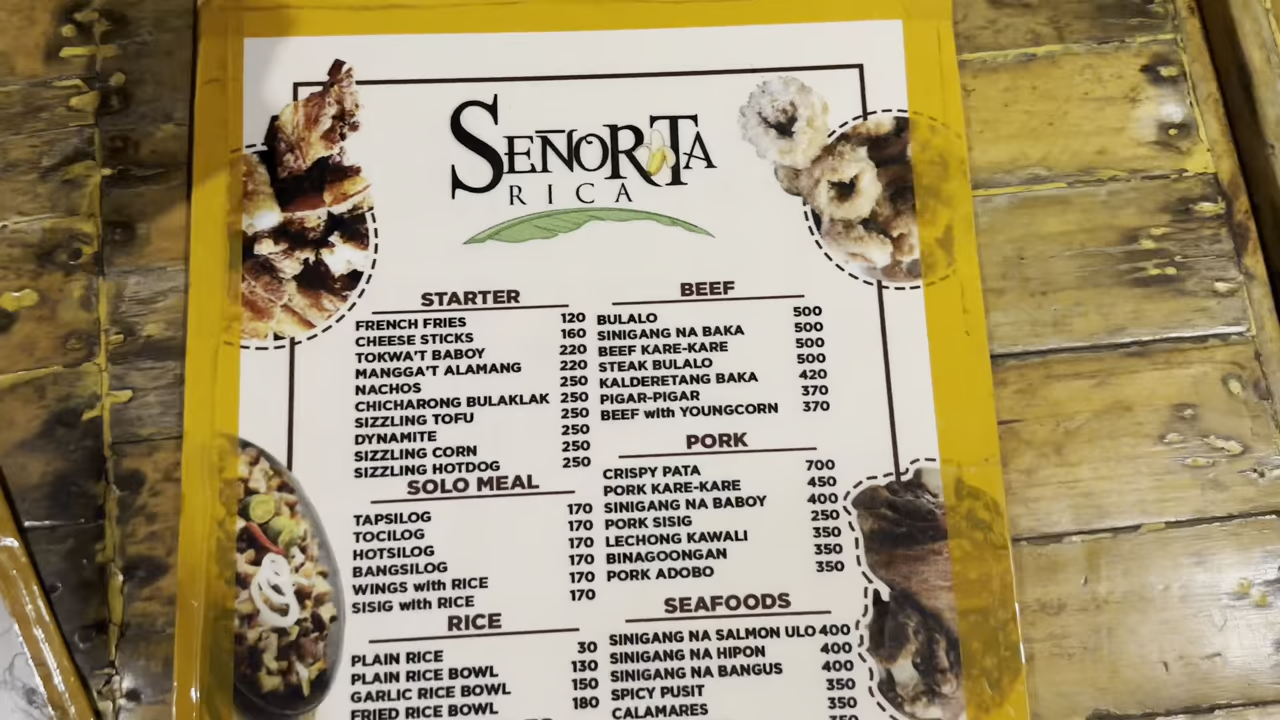 SEÑORITA
RICA
STARTER
FRENCH FRIES 120
CHEESE STICKS 160
TOKWA'T BABOY 220
MANGGA'T ALAMANG 220
NACHOS 250
CHICHARONG BULAKLAK 250
SIZZLING TOFU 250
DYNAMITE 250
SIZZLING CORN 250
SIZZLING HOTDOG 250
SOLO MEAL
TAPSILOG 170
TOCILOG 170
HOTSILOG 170
BANGSILOG 170
WINGS with RICE 170
SISIG with RICE 170
RICE
PLAIN RICE 30
PLAIN RICE BOWL 130
GARLIC RICE BOWL 150
FRIED RICE BOWL 180
BEEF
BULALO 500
SINIGANG NA BAKA 500
BEEF KARE-KARE 500
STEAK BULALO 500
KALDERETANG BAKA 420
PIGAR-PIGAR 370
BEEF with YOUNGCORN 370
PORK
CRISPY PATA 700
PORK KARE-KARE 450
SINIGANG NA BABOY 400
PORK SISIG 250
LECHONG KAWALI 350
BINAGOONGAN 350
PORK ADOBO 350
SEAFOODS
SINIGANG NA SALMON ULO 400
SINIGANG NA HIPON 400
SINIGANG NA BANGUS 400
SPICY PUSIT 350
CALAMARES 350